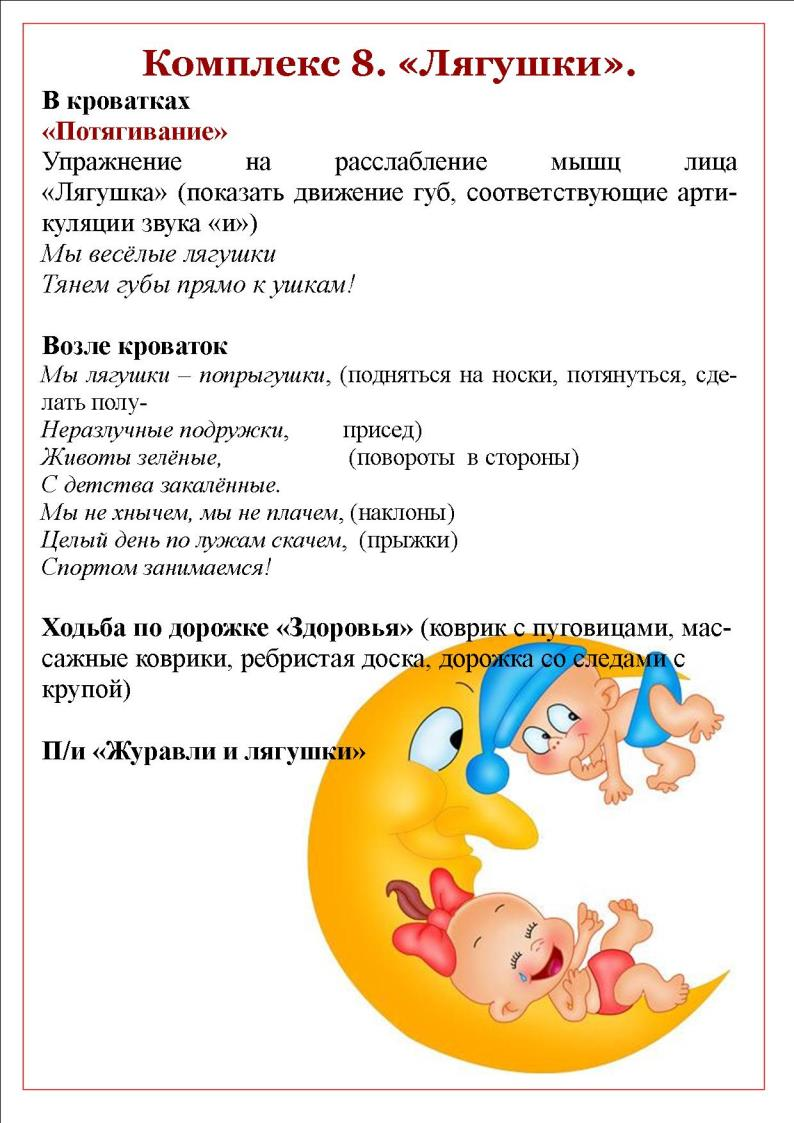 Комплекс 8. «Лягушки».
В кроватках
«Потягивание»
Упражнение на расслабление мышц лица
«Лягушка» (показать движение губ, соответствующие арти-
куляции звука «и»)
Мы весёлые лягушки
Тянем губы прямо к ушкам!
Возле кроваток
Мы лягушки – попрыгушки, (подняться на носки, потянуться, сде-
лать полу-
Неразлучные подружки, присед)
Животы зелёные, (повороты в стороны)
С детства закалённые.
Мы не хнычем, мы не плачем, (наклоны)
Целый день по лужам скачем, (прыжки)
Спортом занимаемся!
Ходьба по дорожке «Здоровья» (коврик с пуговицами, мас-
сажные коврики, ребристая доска, дорожка со следами с
крупой)
П/и «Журавли и лягушки»